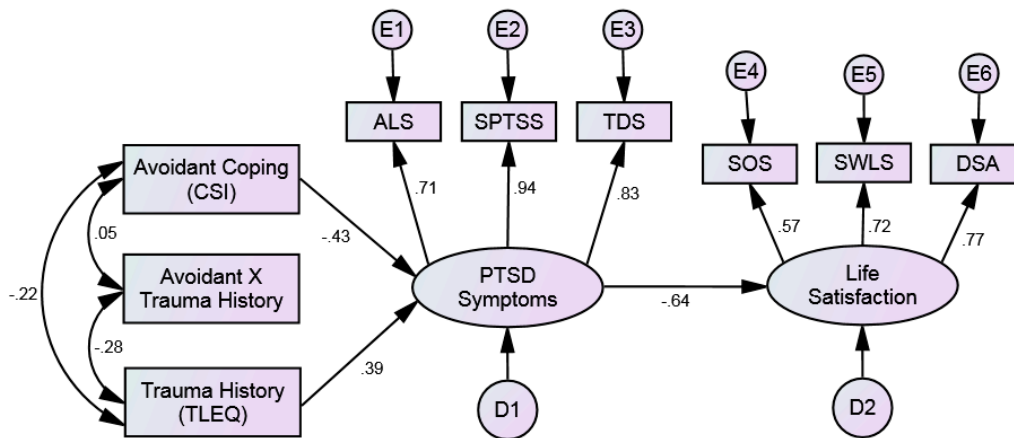 E1
E2
E3
E4
E5
E6
ALS
SPTSS
TDS
SOS
SWLS
DSA
Avoidant Coping
(CSI)
.71
.94
.83
.57
.72
.77
-.43
.05
Avoidant X
Trauma History
PTSD
Symptoms
Life
Satisfaction
-.22
-.64
-.28
.39
Trauma History
(TLEQ)
D1
D2